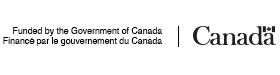 Funded by the Government of Canada
Financé par le gouvernement du Canada
Canada